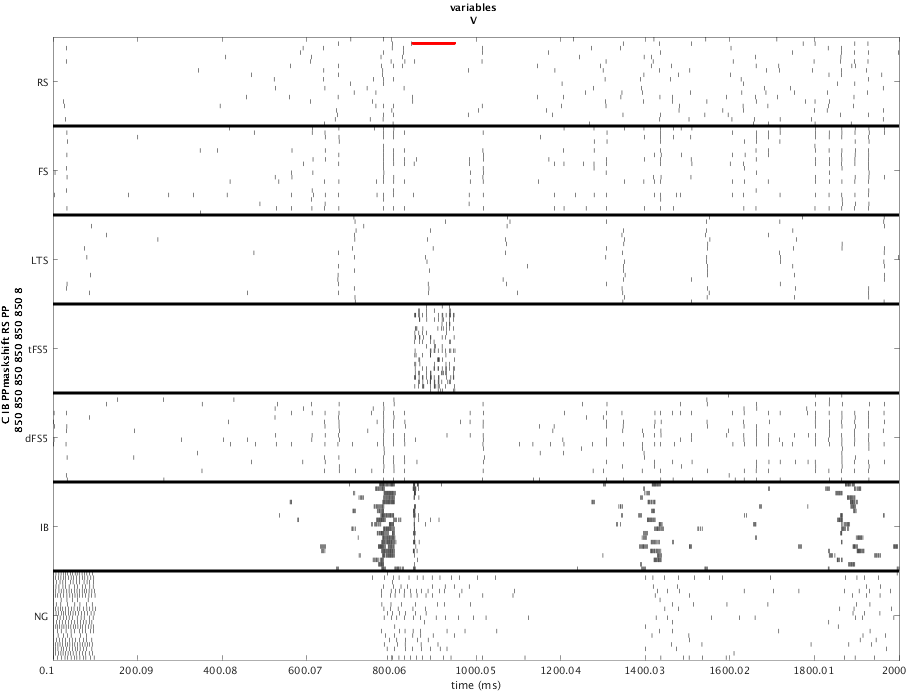 variables
V
RS
FS
LTS
tFS5
dFS5
IB
NG
C IB PPmaskshift RS PP
850 850 850 850 850 850 8
0.1 200.09 400.08 600.07 800.06 1000.05 1200.04 1400.03 1600.02 1800.01 2000
time (ms)